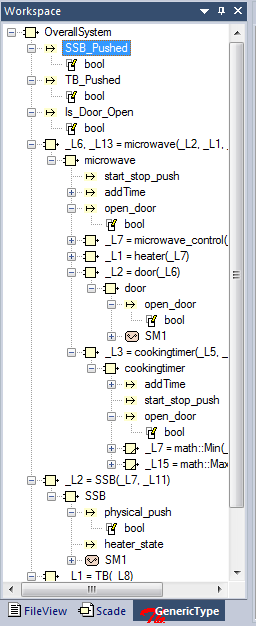 Workspace
OverallSystem
SSB_Pushed
bool
TB_Pushed
bool
Is_Door_Open
bool
_L6, _L13 = microwave(_L2, _L1,
microwave
start_stop_push
addTime
open_door
bool
_L7 = microwave_control(
_L1 = heater(_L7)
_L2 = door(_L6)
door
open_door
bool
SM1
_L3 = cookingtimer(_L5, _
cookingtimer
addTime
start_stop_push
open_door
bool
_L7 = math::Min(_
_L15 = math::Max
_L2 = SSB(_L7, _L11)
SSB
physical_push
bool
heater_state
SM1
_L1 = TB(_L8)
FileView Scade GenericType